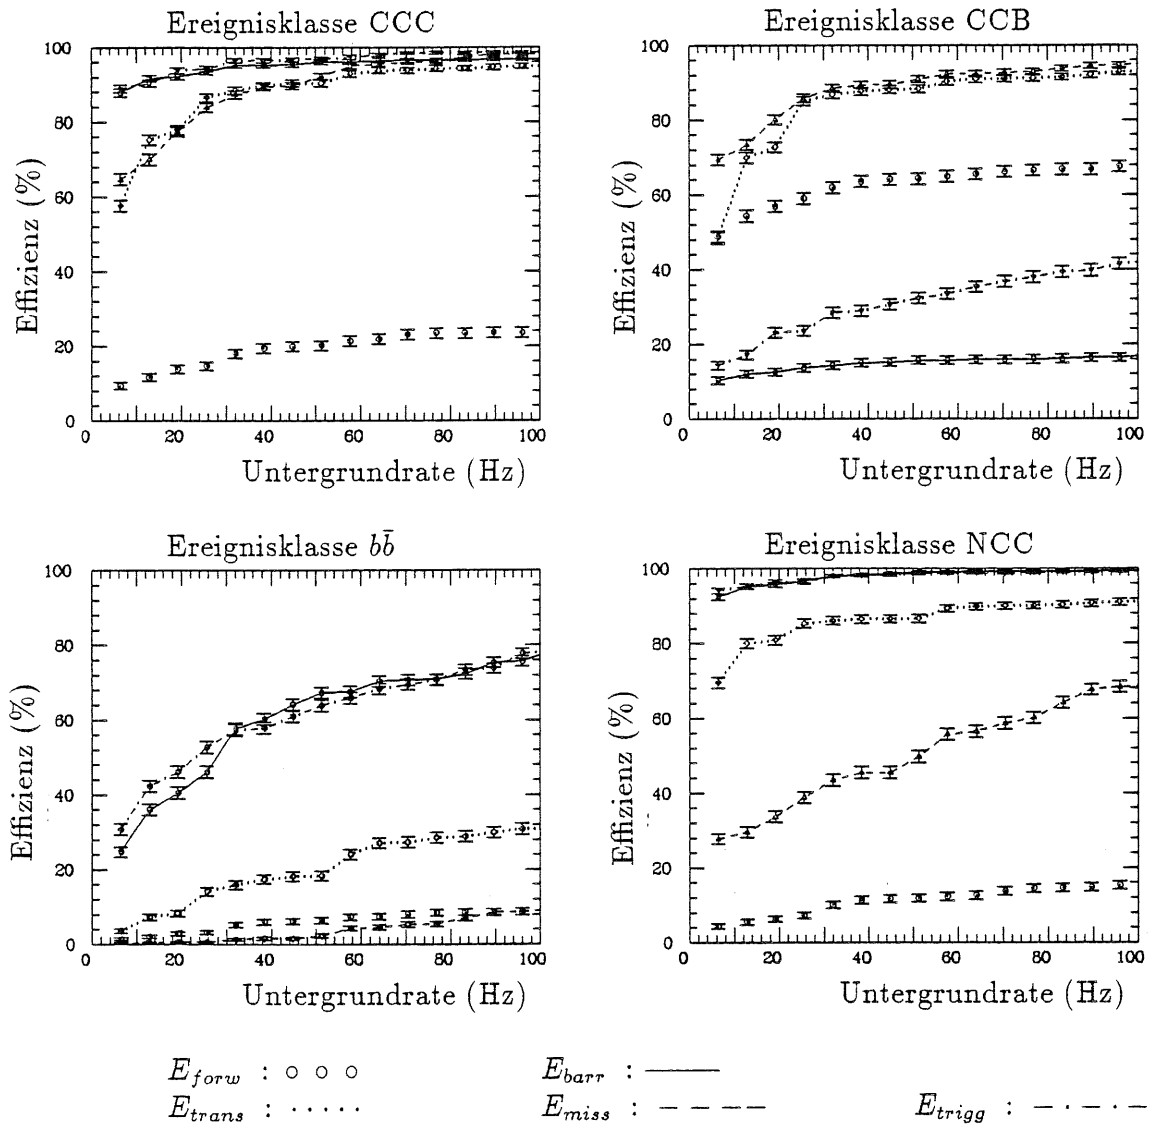 Ereignisklasse CCC
Effizienz (%)
100
80
60
40
20
0
0 20 40 60 80 100
Untergrundrate (Hz)
Ereignisklasse CCB
Effizienz (%)
100
80
60
40
20
0
0 20 40 60 80 100
Untergrundrate (Hz)
Ereignisklasse bb̄
Effizienz (%)
100
80
60
40
20
0
0 20 40 60 80 100
Untergrundrate (Hz)
Ereignisklasse NCC
Effizienz (%)
100
80
60
40
20
0
0 20 40 60 80 100
Untergrundrate (Hz)
E_forw :
E_barr :
E_trans :
E_miss :
E_trigg :